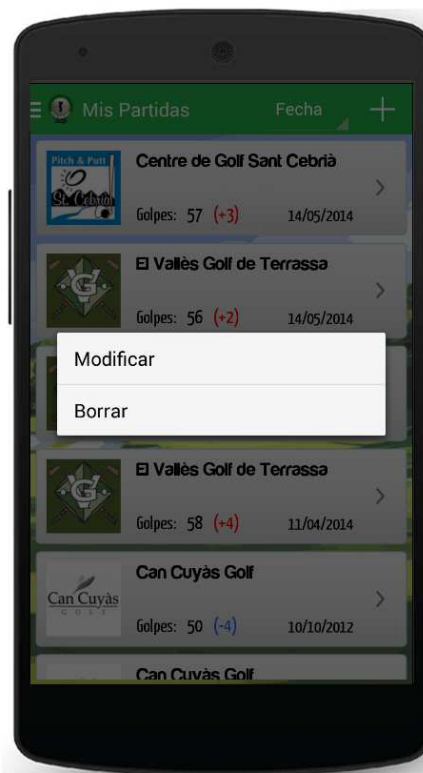 Mis Partidas Fecha
Pitch & Putt
St. Cebrià
Centre de Golf Sant Cebrià
Golpes: 57 (+3) 14/05/2014
G
El Vallès Golf de Terrassa
Golpes: 56 (+2) 14/05/2014
Modificar
Borrar
G
El Vallès Golf de Terrassa
Golpes: 58 (+4) 11/04/2014
Can Cuyàs
GOLF
Can Cuyàs Golf
Golpes: 50 (-4) 10/10/2012
Can Cuyàs Golf